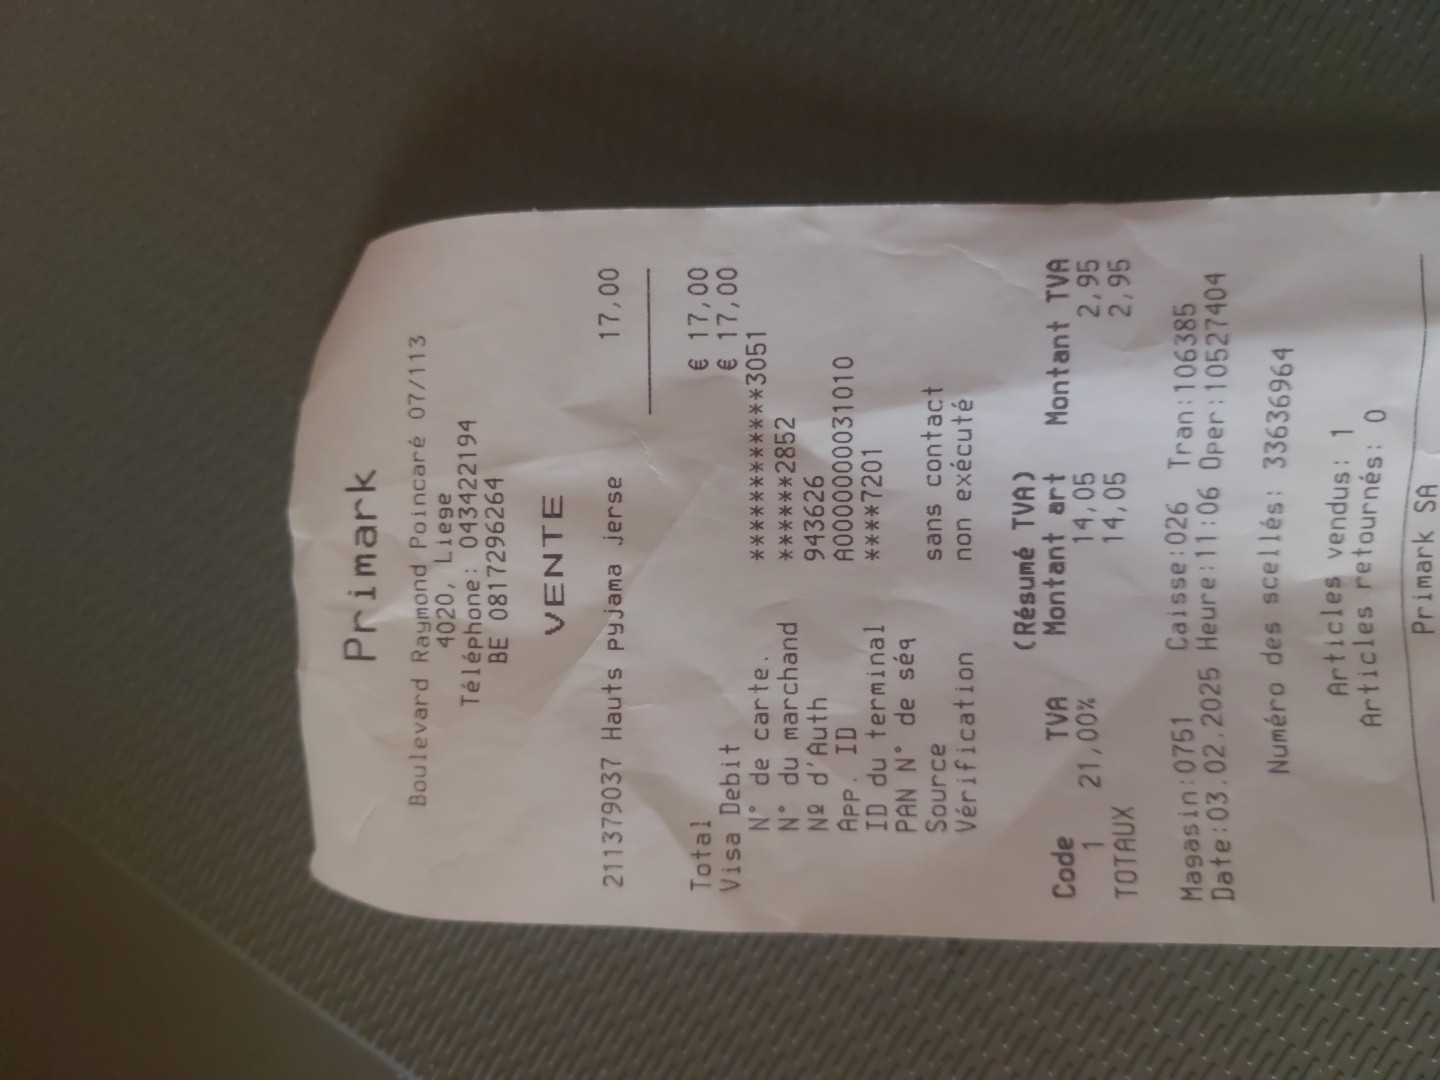 Primark
Boulevard Raymond Poincaré 07/113
4020, Liege
Téléphone: 043422194
BE 0817296264
VENTE
211379037 Hauts pyjama jerse 17,00
Total € 17,00
Visa Debit € 17,00
N° de carte. ************3051
N° du marchand ******2852
Nº d'Auth 943626
App. ID A0000000031010
ID du terminal ****7201
PAN N° de séq
Source sans contact
Vérification non exécuté
(Résumé TVA)
Code TVA Montant art Montant TVA
1 21,00% 14,05 2,95
TOTAUX 14,05 2,95
Magasin:0751 Caisse:026 Tran:106385
Date:03.02.2025 Heure:11:06 Oper:10527404
Numéro des scellés: 33636964
Articles vendus: 1
Articles retournés: 0
Primark SA